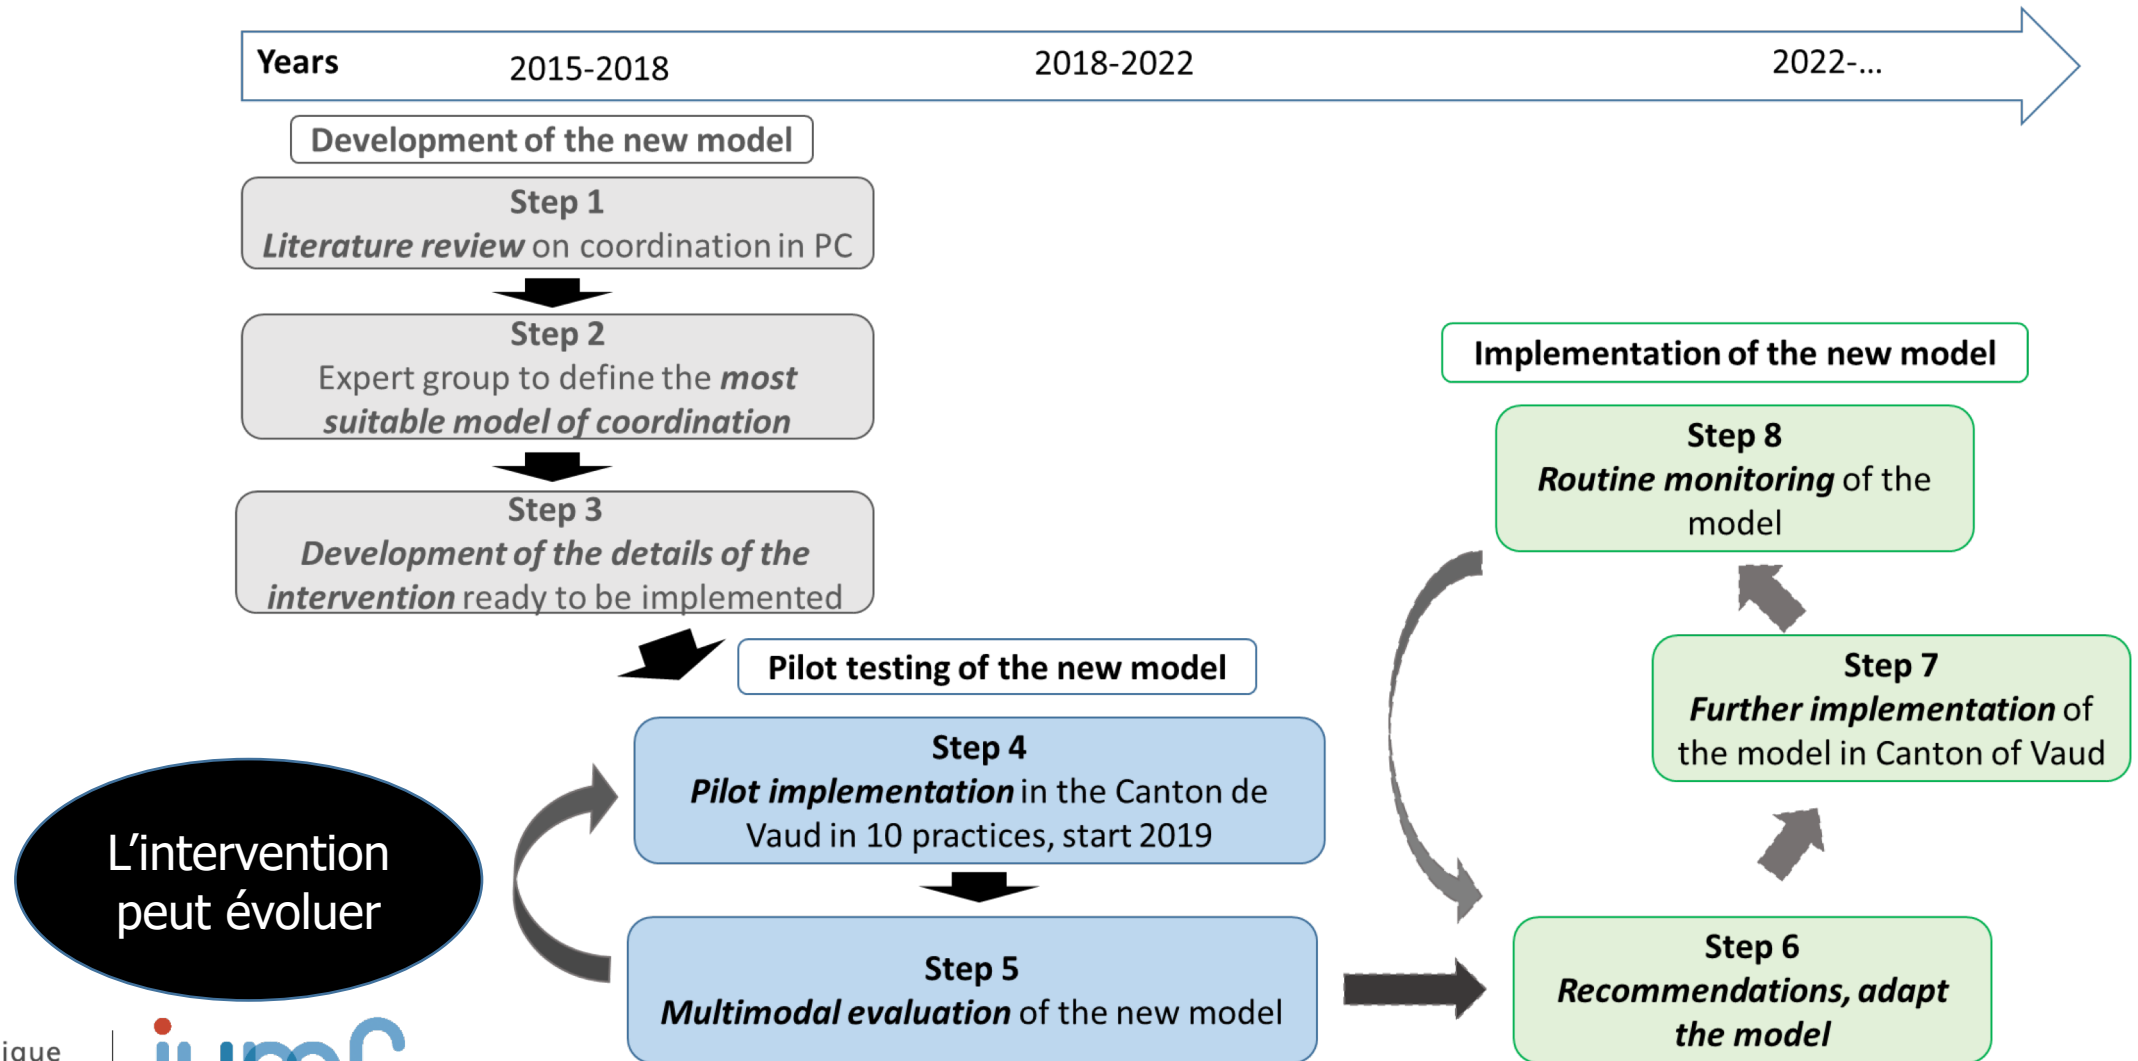 Years 2015-2018 2018-2022 2022-...
Development of the new model
Step 1
Literature review on coordination in PC
Step 2
Expert group to define the most
suitable model of coordination
Step 3
Development of the details of the
intervention ready to be implemented
Pilot testing of the new model
Step 4
Pilot implementation in the Canton de
Vaud in 10 practices, start 2019
Step 5
Multimodal evaluation of the new model
L'intervention
peut évoluer
Implementation of the new model
Step 8
Routine monitoring of the
model
Step 7
Further implementation of
the model in Canton of Vaud
Step 6
Recommendations, adapt
the model
iumf